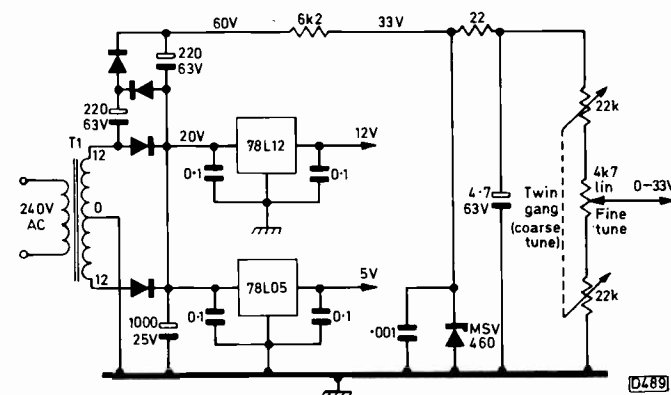 60V
6k2
33V
22
220
63V
220
63V
T1
12
20V
78L12
12V
0·1
0·1
22k
240V
AC
0
4·7
63V
Twin
gang
(coarse
tune)
4k7
lin
Fine
tune
0-33V
12
78L05
5V
1000
25V
0·1
0·1
·001
MSV
460
22k
D489